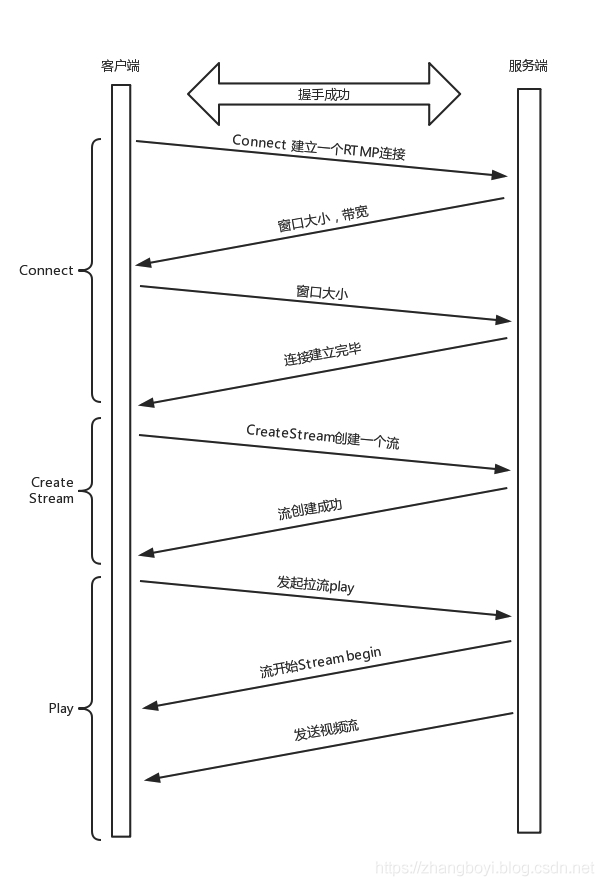 客户端
服务端
握手成功
Connect 建立一个RTMP连接
窗口大小，带宽
Connect
窗口大小
连接建立完毕
CreateStream创建一个流
Create
Stream
流创建成功
发起拉流play
流开始Stream begin
Play
发送视频流
https://zhangboyi.blog.csdn.net